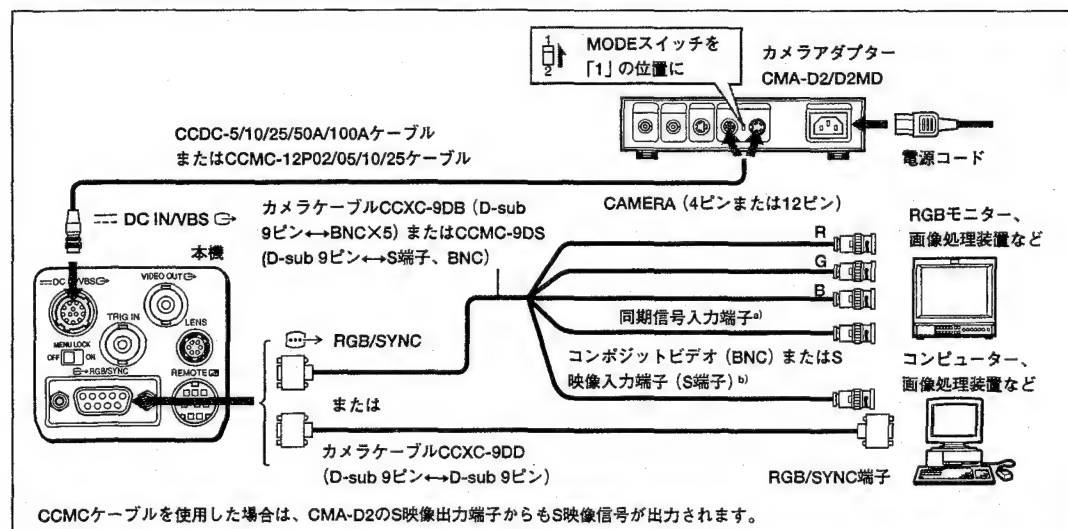 1
2
MODEスイッチを
「1」の位置に
カメラアダプター
CMA-D2/D2MD
CCDC-5/10/25/50A/100Aケーブル
またはCCMC-12P02/05/10/25ケーブル
電源コード
DC IN/VBS
カメラケーブルCCXC-9DB(D-sub
9ピン⟷BNC×5)またはCCMC-9DS
(D-sub 9ピン⟷S端子、BNC)
CAMERA(4ピンまたは12ピン)
RGBモニター、
画像処理装置など
本機
R
G
B
DC IN/VBS
VIDEO OUT
TRIG IN
LENS
MENU LOCK
OFF
ON
RGB/SYNC
REMOTE
RGB/SYNC
同期信号入力端子a)
コンポジットビデオ(BNC)またはS
映像入力端子(S端子)b)
コンピューター、
画像処理装置など
または
カメラケーブルCCXC-9DD
(D-sub 9ピン⟷D-sub 9ピン)
RGB/SYNC端子
CCMCケーブルを使用した場合は、CMA-D2のS映像出力端子からもS映像信号が出力されます。